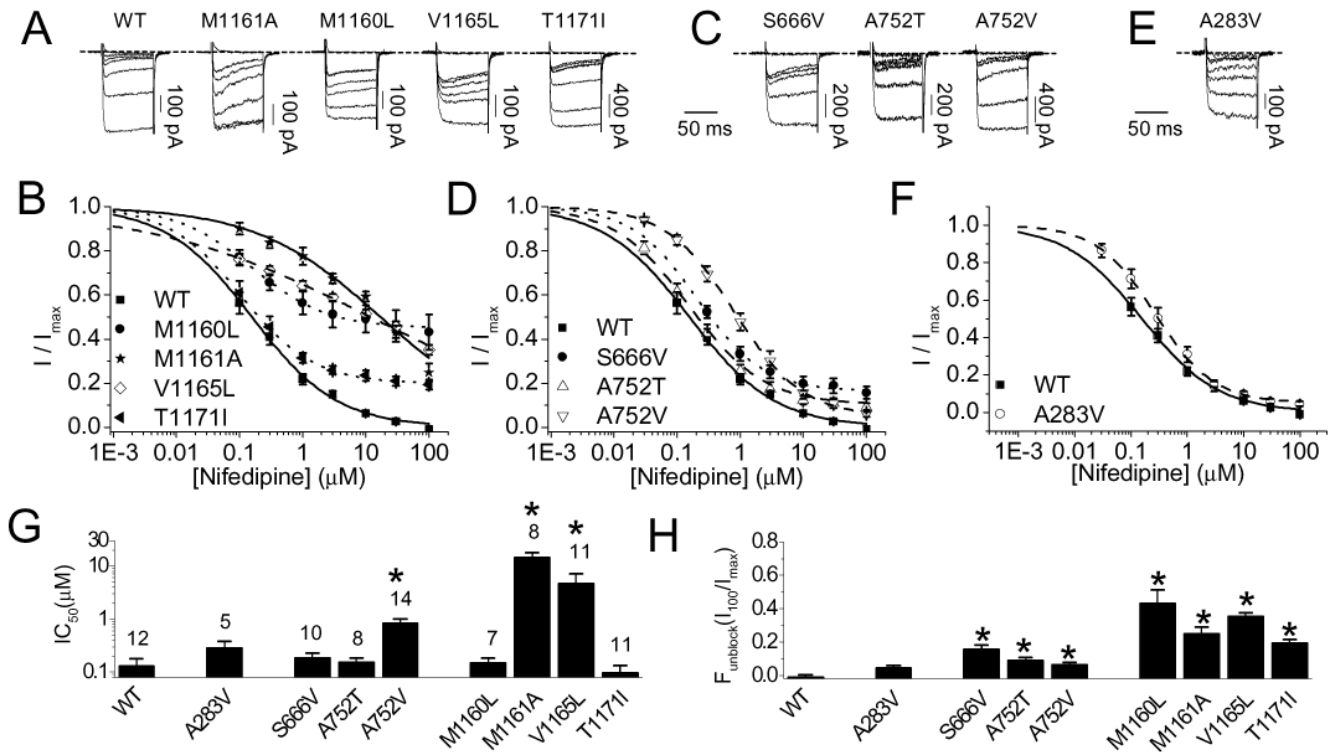 A
WT M1161A M1160L V1165L T1171I
100 pA 100 pA 100 pA 100 pA 400 pA
C
S666V A752T A752V
50 ms
200 pA 200 pA 400 pA
E
A283V
50 ms
100 pA
B
I / Imax
1.0
0.8
0.6
0.4
0.2
0.0
WT
M1160L
M1161A
V1165L
T1171I
1E-3 0.01 0.1 1 10 100
[Nifedipine] (μM)
D
I / Imax
1.0
0.8
0.6
0.4
0.2
0.0
WT
S666V
A752T
A752V
1E-3 0.01 0.1 1 10 100
[Nifedipine] (μM)
F
I / Imax
1.0
0.8
0.6
0.4
0.2
0.0
WT
A283V
1E-3 0.01 0.1 1 10 100
[Nifedipine] (μM)
G
IC50(μM)
30
10
1
0.1
12 5 10 8 * 14 7 * 8 * 11 11
WT A283V S666V A752T A752V M1160L M1161A V1165L T1171I
H
Funblock(I100/Imax)
0.8
0.6
0.4
0.2
0.0
* * * * * * *
WT A283V S666V A752T A752V M1160L M1161A V1165L T1171I